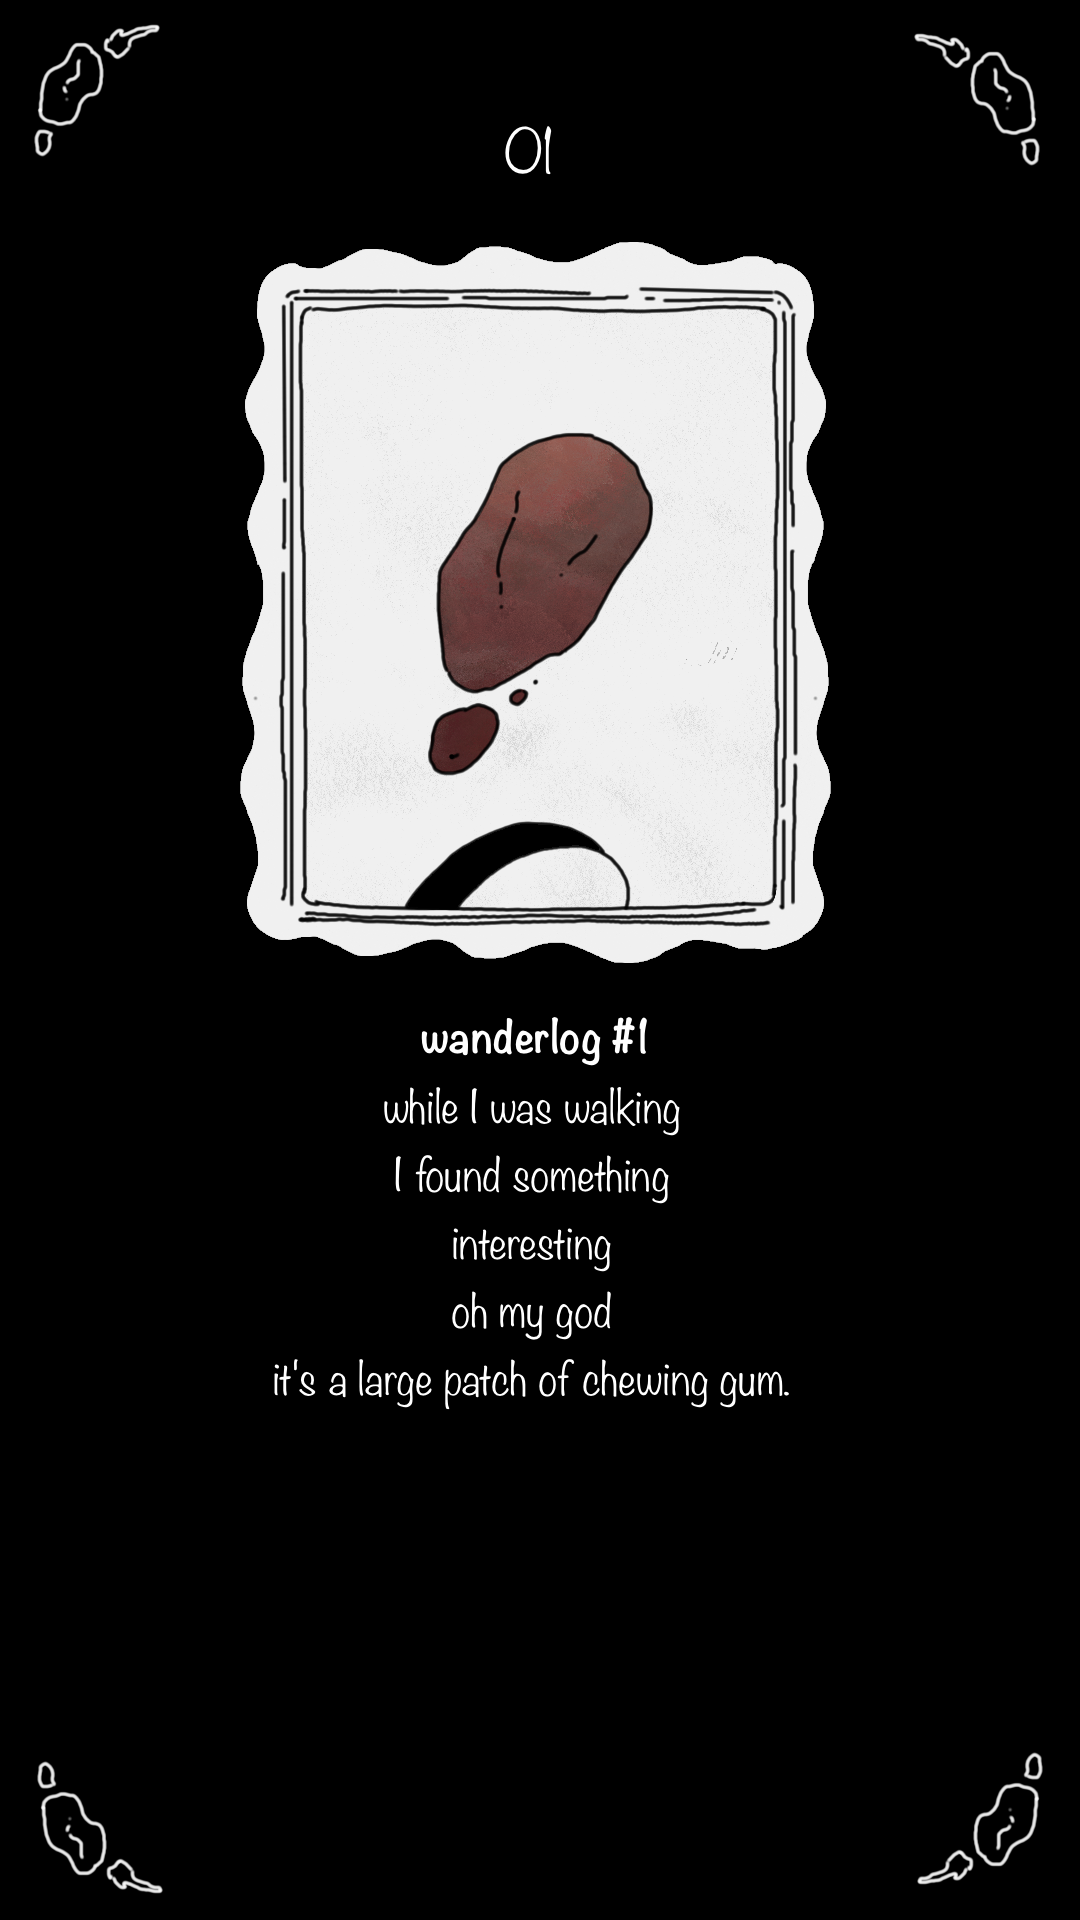 01
wanderlog #1
while I was walking
I found something
interesting
oh my god
it's a large patch of chewing gum.